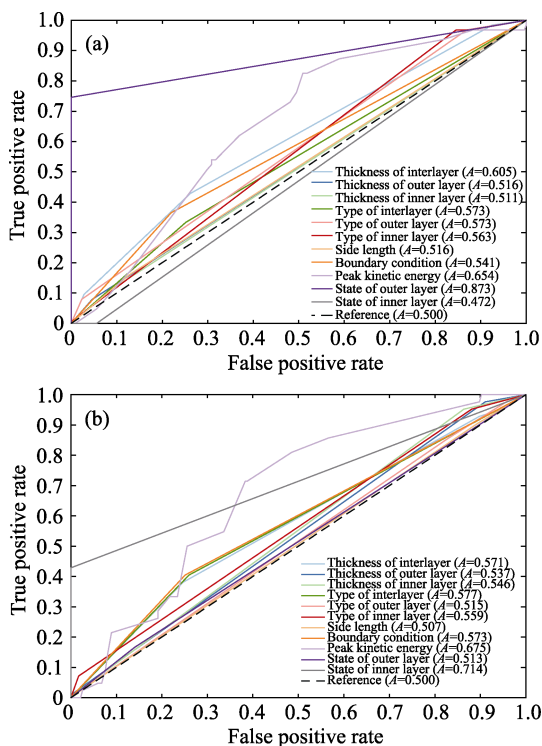 (a)
True positive rate
1.0
0.9
0.8
0.7
0.6
0.5
0.4
0.3
0.2
0.1
0
Thickness of interlayer (A=0.605)
Thickness of outer layer (A=0.516)
Thickness of inner layer (A=0.511)
Type of interlayer (A=0.573)
Type of outer layer (A=0.573)
Type of inner layer (A=0.563)
Side length (A=0.516)
Boundary condition (A=0.541)
Peak kinetic energy (A=0.654)
State of outer layer (A=0.873)
State of inner layer (A=0.472)
Reference (A=0.500)
0 0.1 0.2 0.3 0.4 0.5 0.6 0.7 0.8 0.9 1.0
False positive rate
(b)
True positive rate
1.0
0.9
0.8
0.7
0.6
0.5
0.4
0.3
0.2
0.1
0
Thickness of interlayer (A=0.571)
Thickness of outer layer (A=0.537)
Thickness of inner layer (A=0.546)
Type of interlayer (A=0.577)
Type of outer layer (A=0.515)
Type of inner layer (A=0.559)
Side length (A=0.507)
Boundary condition (A=0.573)
Peak kinetic energy (A=0.675)
State of outer layer (A=0.513)
State of inner layer (A=0.714)
Reference (A=0.500)
0 0.1 0.2 0.3 0.4 0.5 0.6 0.7 0.8 0.9 1.0
False positive rate